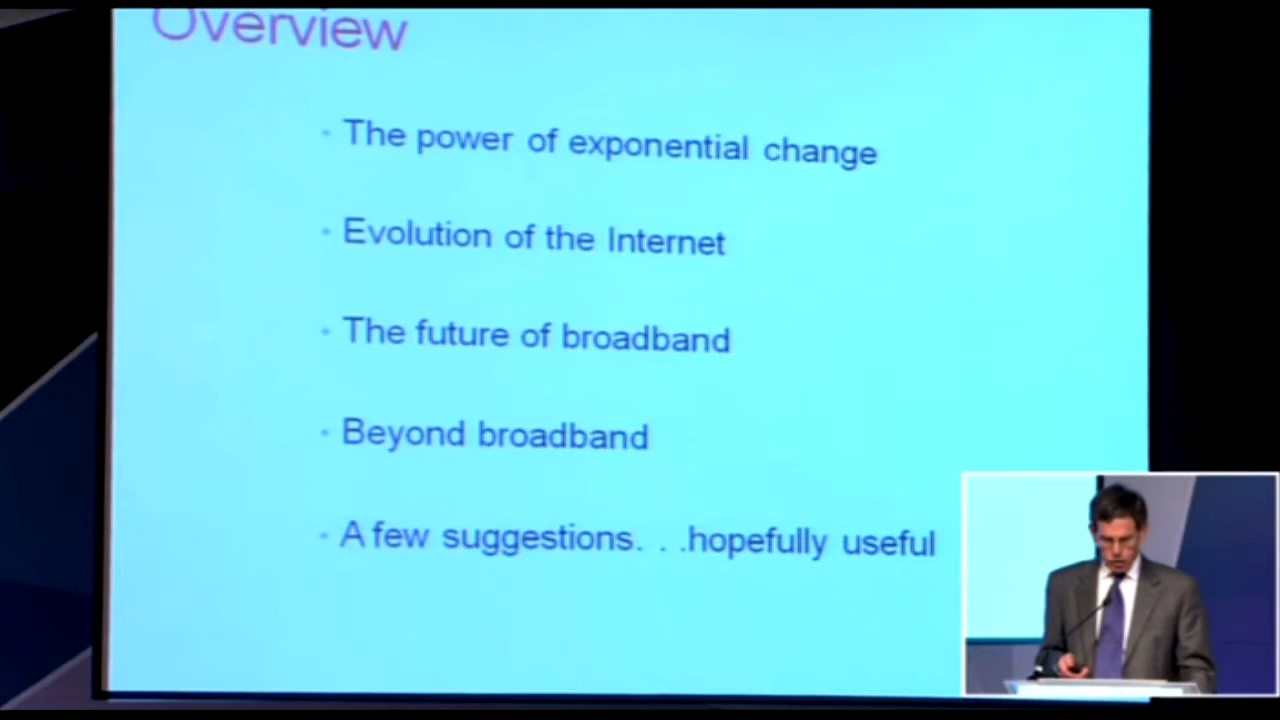 Overview
• The power of exponential change
• Evolution of the Internet
• The future of broadband
• Beyond broadband
• A few suggestions. . .hopefully useful